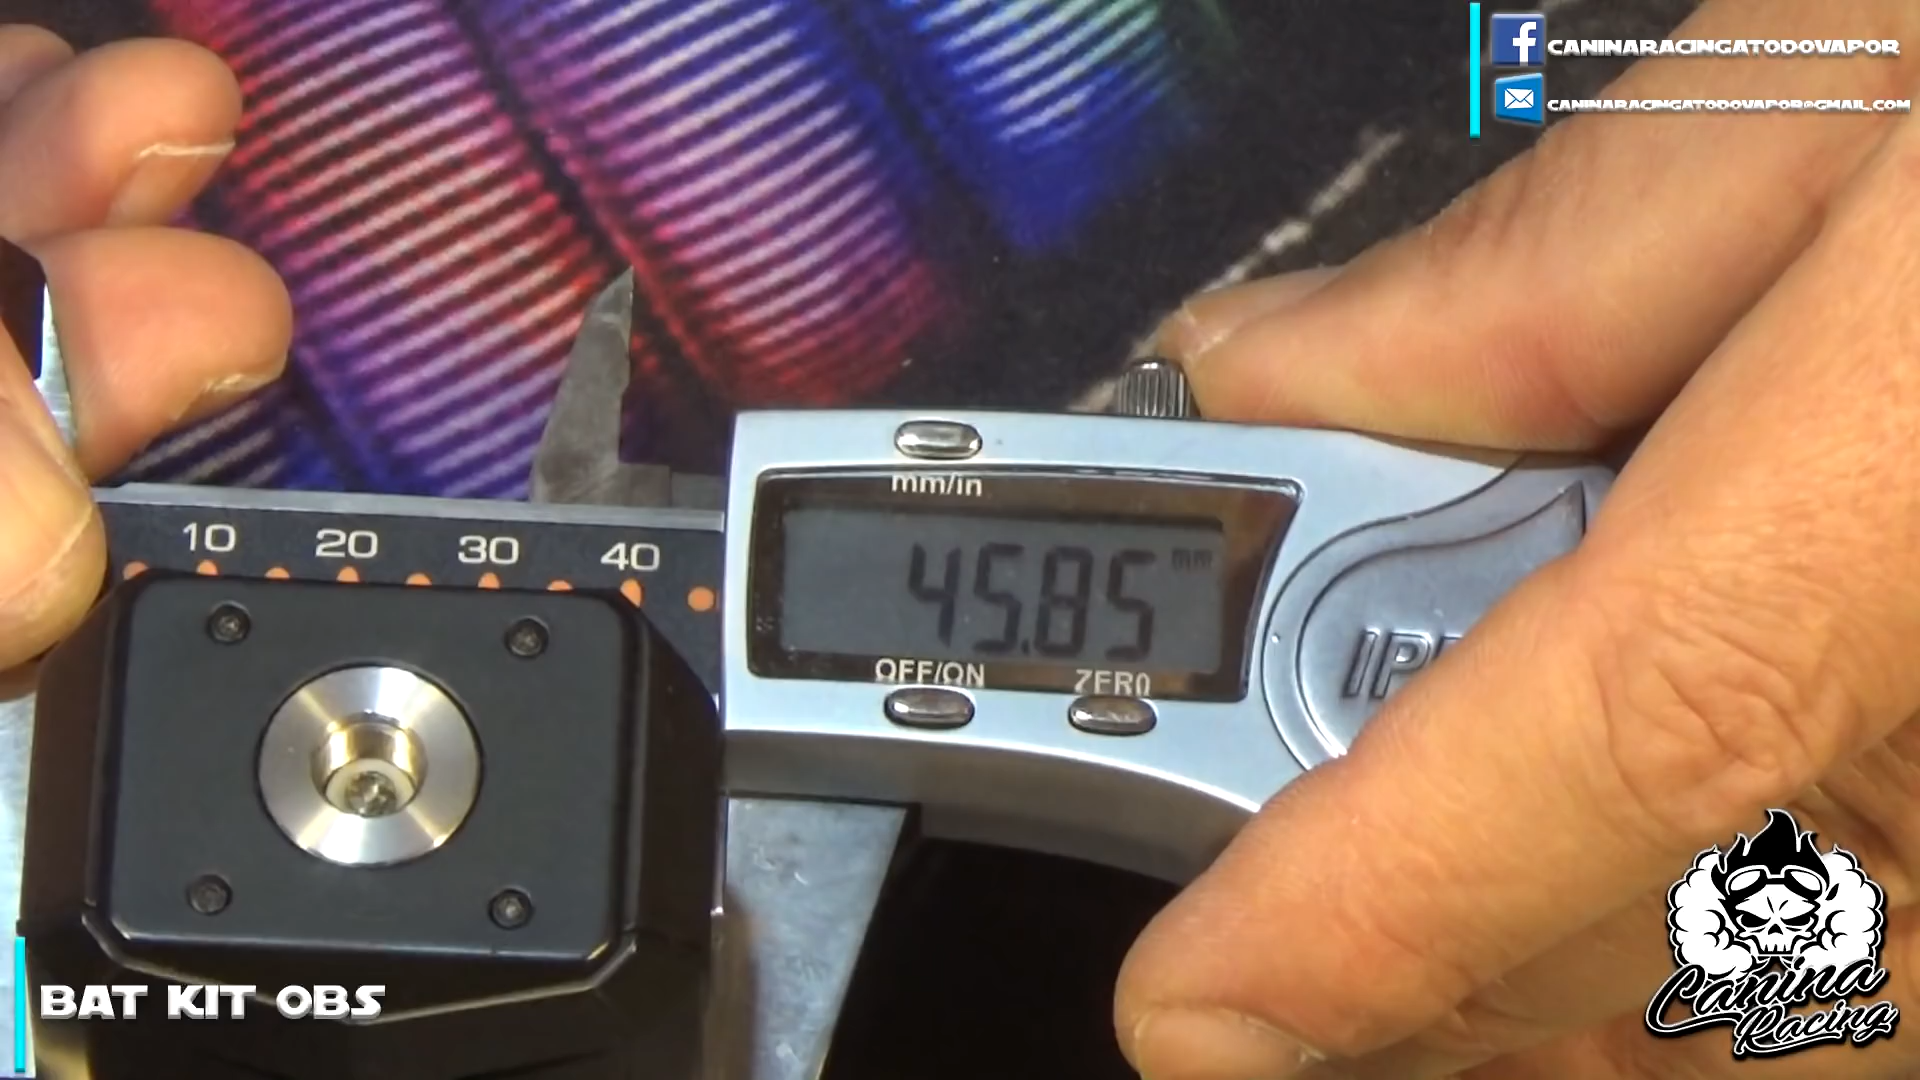 CANINARACINGATODOVAPOR
CANINARACINGATODOVAPOR@GMAIL.COM
mm/in
10 20 30 40
45.85 mm
OFF/ON ZERO
BAT KIT OBS
Canina
Racing